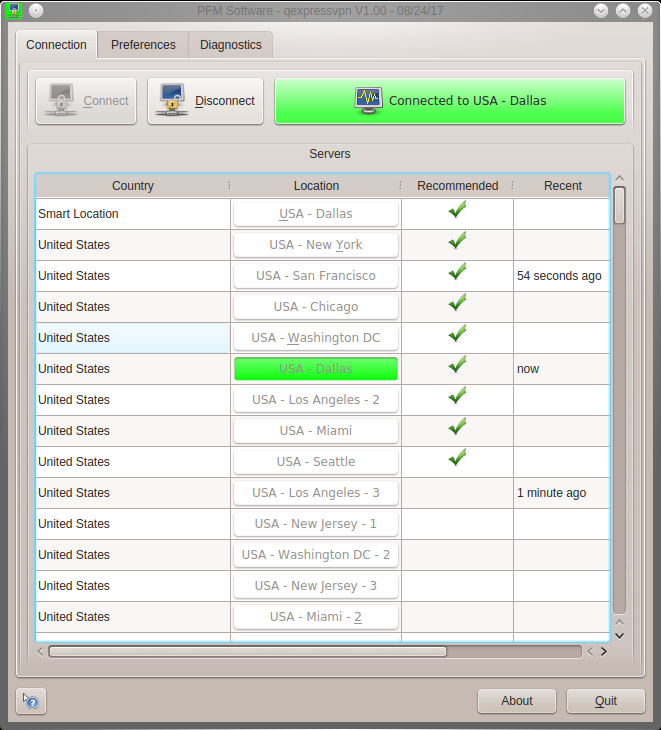 PFM Software - qexpressvpn V1.00 - 08/24/17
Connection Preferences Diagnostics
Connect Disconnect Connected to USA - Dallas
Servers
Country Location Recommended Recent
Smart Location USA - Dallas
United States USA - New York
United States USA - San Francisco 54 seconds ago
United States USA - Chicago
United States USA - Washington DC
United States USA - Dallas now
United States USA - Los Angeles - 2
United States USA - Miami
United States USA - Seattle
United States USA - Los Angeles - 3 1 minute ago
United States USA - New Jersey - 1
United States USA - Washington DC - 2
United States USA - New Jersey - 3
United States USA - Miami - 2
About Quit